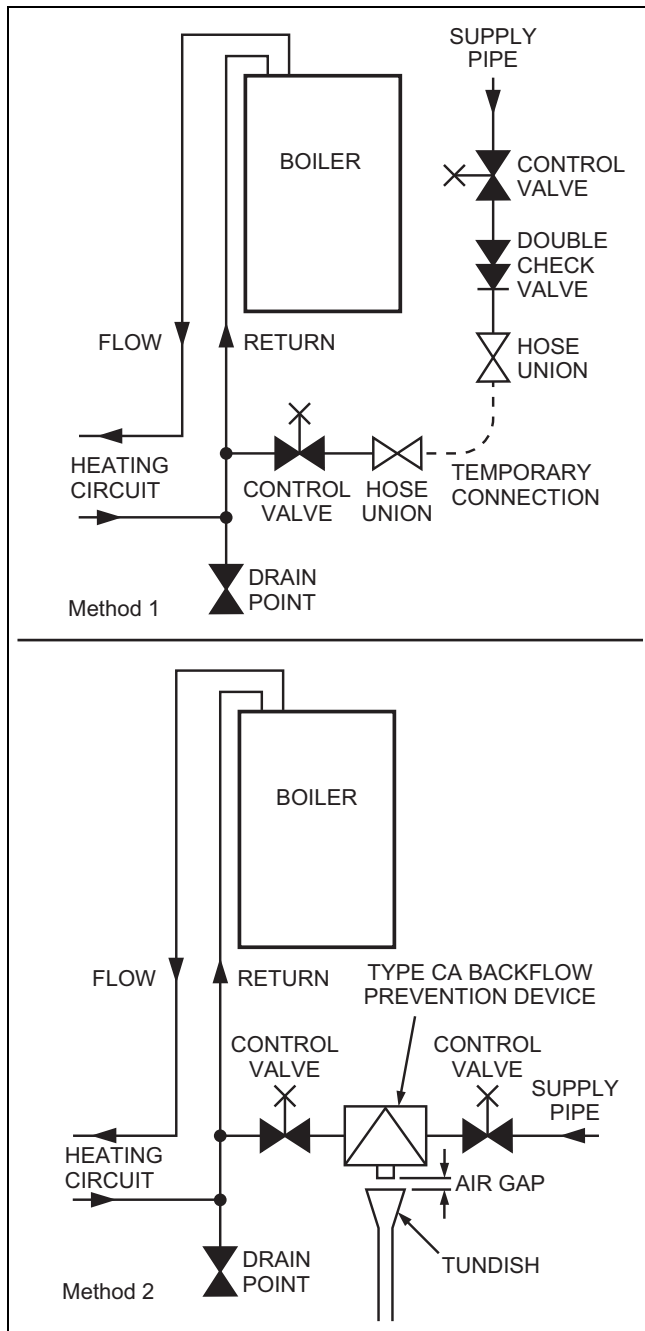 SUPPLY
PIPE
BOILER
CONTROL
VALVE
DOUBLE
CHECK
VALVE
FLOW
RETURN
HOSE
UNION
HEATING
CIRCUIT
CONTROL
VALVE
HOSE
UNION
TEMPORARY
CONNECTION
DRAIN
POINT
Method 1
BOILER
FLOW
RETURN
TYPE CA BACKFLOW
PREVENTION DEVICE
CONTROL
VALVE
CONTROL
VALVE
SUPPLY
PIPE
HEATING
CIRCUIT
AIR GAP
DRAIN
POINT
TUNDISH
Method 2